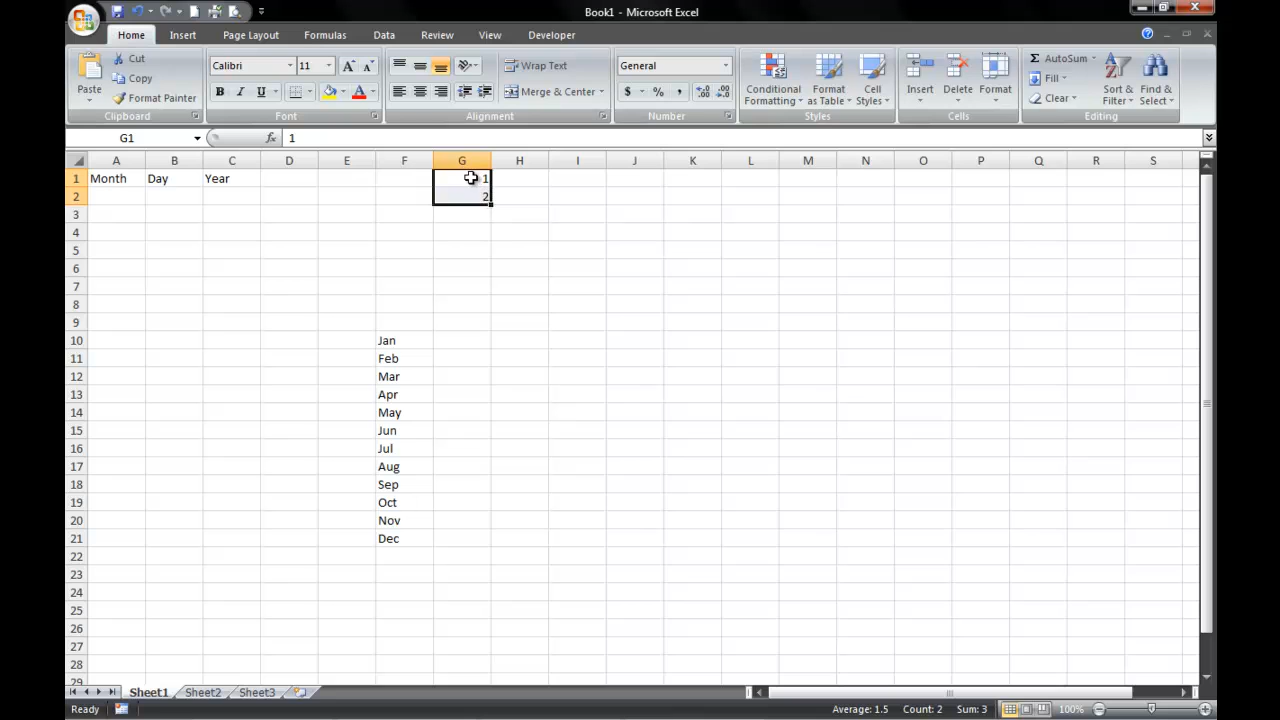 Book1 - Microsoft Excel
Home Insert Page Layout Formulas Data Review View Developer
Paste
Cut
Copy
Format Painter
Clipboard
Calibri 11
B I U
Font
Wrap Text
Merge & Center
Alignment
General
$ % ,
Number
Conditional Formatting
Format as Table
Cell Styles
Styles
Insert
Delete
Format
Cells
AutoSum
Fill
Clear
Sort & Filter
Find & Select
Editing
G1 fx 1
A B C D E F G H I J K L M N O P Q R S
1 Month Day Year 1
2 2
3
4
5
6
7
8
9
10 Jan
11 Feb
12 Mar
13 Apr
14 May
15 Jun
16 Jul
17 Aug
18 Sep
19 Oct
20 Nov
21 Dec
22
23
24
25
26
27
28
29
Sheet1 Sheet2 Sheet3
Ready Average: 1.5 Count: 2 Sum: 3 100%